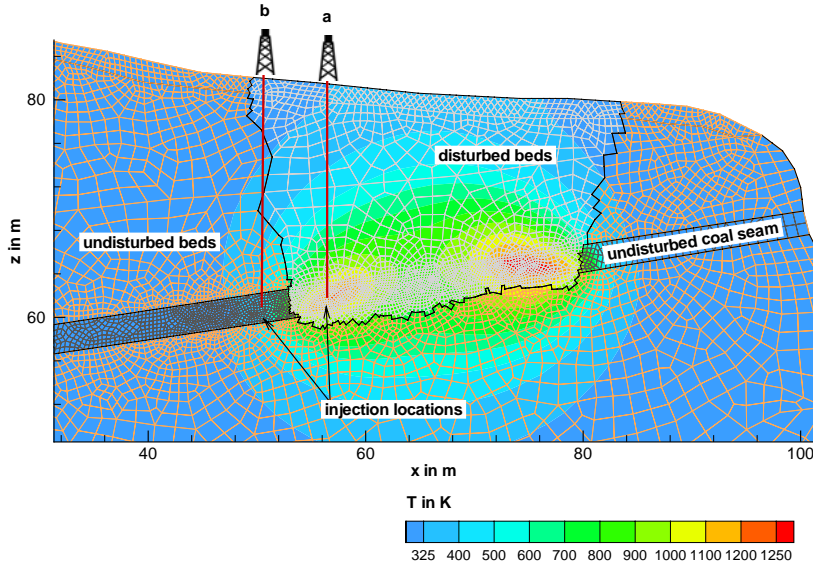 b
a
80
disturbed beds
undisturbed beds
undisturbed coal seam
z in m
60
injection locations
40
60
80
100
x in m
T in K
325 400 500 600 700 800 900 1000 1100 1200 1250